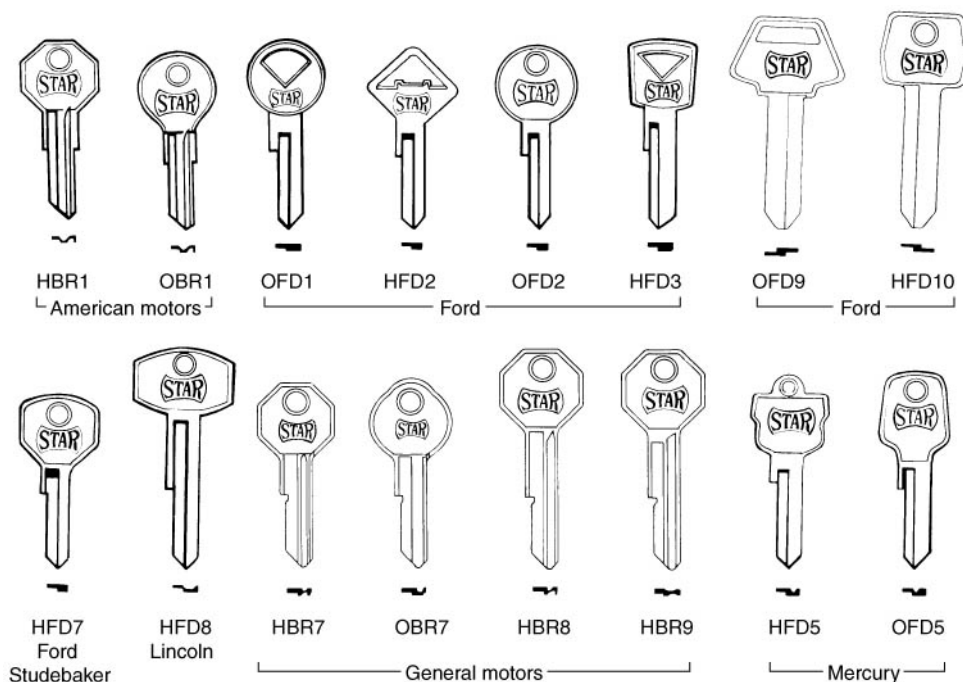 STAR STAR STAR STAR STAR STAR STAR STAR
HBR1 OBR1 OFD1 HFD2 OFD2 HFD3 OFD9 HFD10
American motors Ford Ford
STAR STAR STAR STAR STAR STAR STAR STAR
HFD7 HFD8 HBR7 OBR7 HBR8 HBR9 HFD5 OFD5
Ford Lincoln
Studebaker General motors Mercury